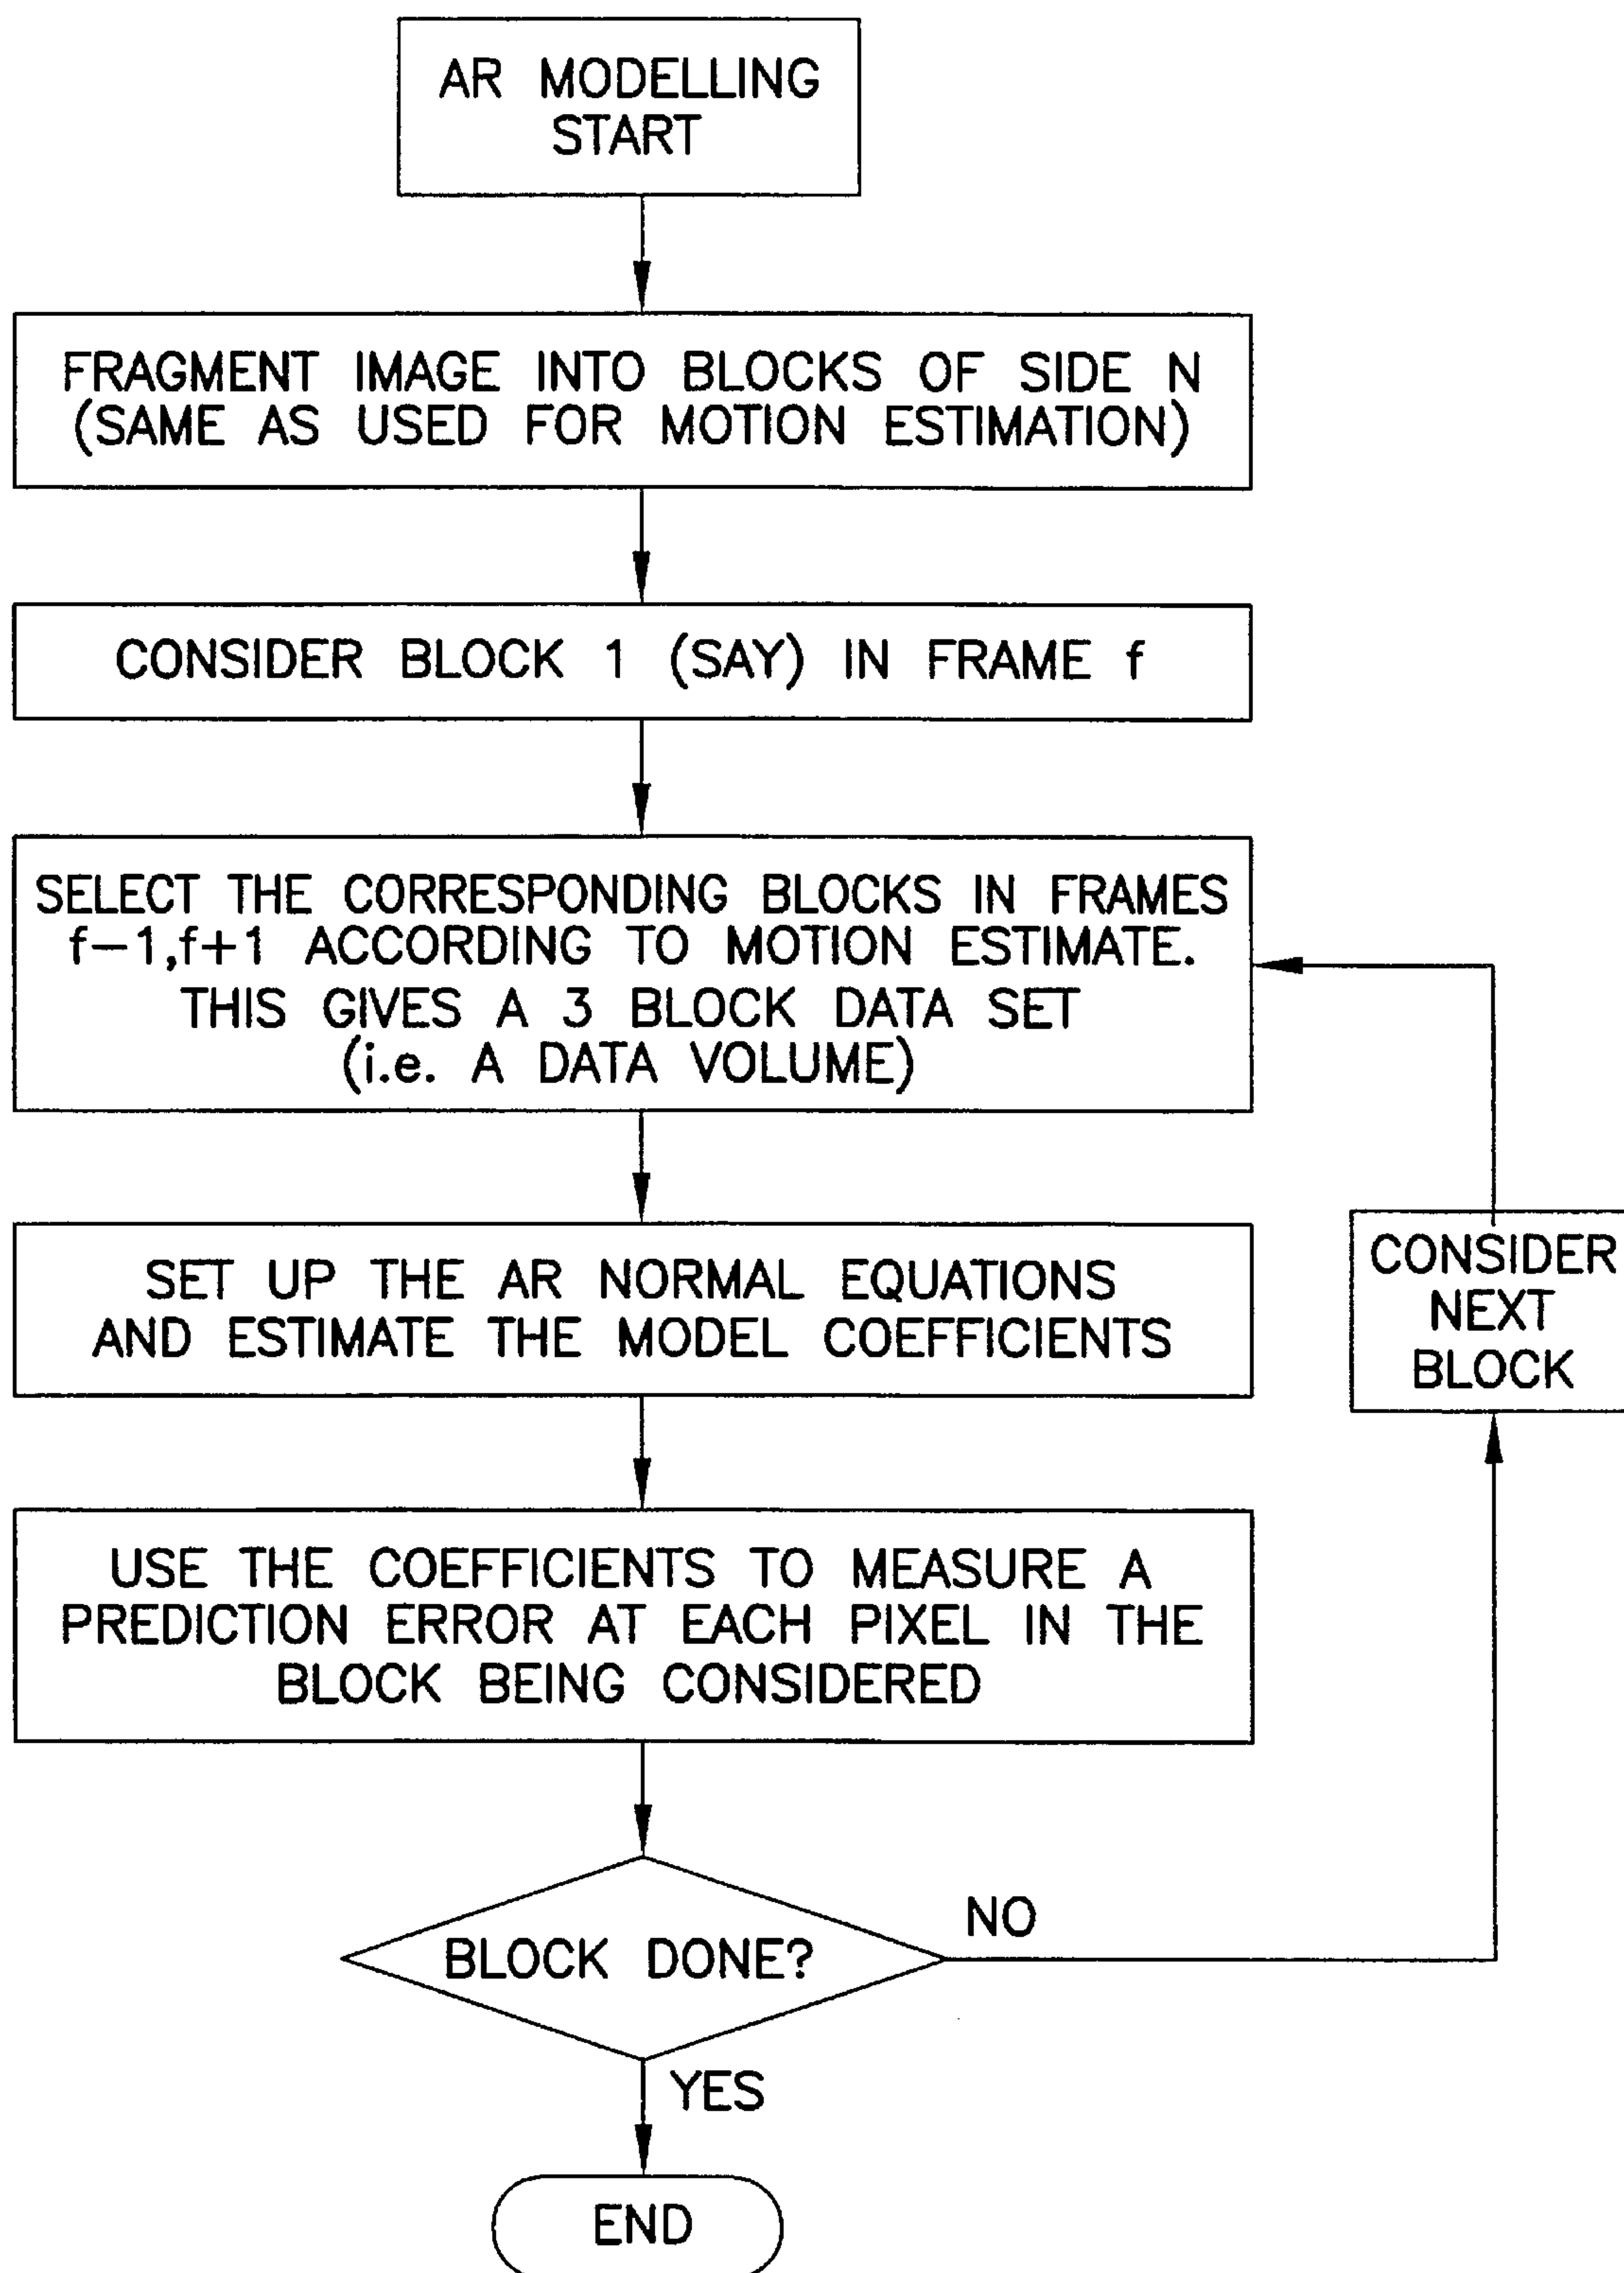 AR MODELLING
START
FRAGMENT IMAGE INTO BLOCKS OF SIDE N
(SAME AS USED FOR MOTION ESTIMATION)
CONSIDER BLOCK 1 (SAY) IN FRAME f
SELECT THE CORRESPONDING BLOCKS IN FRAMES
f−1,f+1 ACCORDING TO MOTION ESTIMATE.
THIS GIVES A 3 BLOCK DATA SET
(i.e. A DATA VOLUME)
SET UP THE AR NORMAL EQUATIONS
AND ESTIMATE THE MODEL COEFFICIENTS
CONSIDER
NEXT
BLOCK
USE THE COEFFICIENTS TO MEASURE A
PREDICTION ERROR AT EACH PIXEL IN THE
BLOCK BEING CONSIDERED
BLOCK DONE?
NO
YES
END